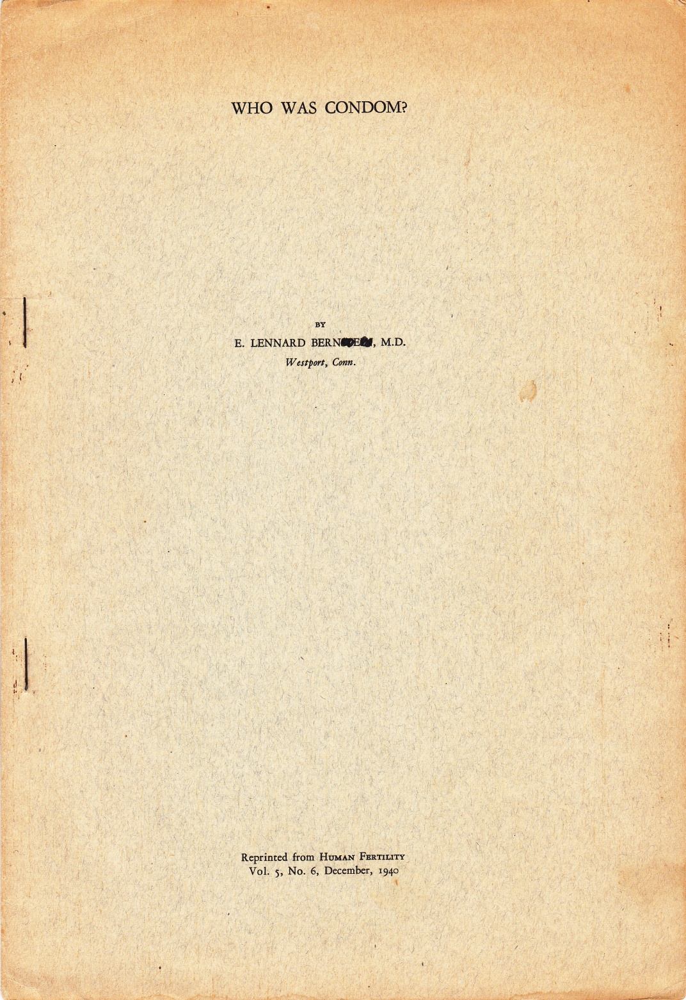 WHO WAS CONDOM?
BY
E. LENNARD M.D.
Westport, Conn.
Reprinted from HUMAN FERTILITY
Vol. 5, No. 6, December, 1940